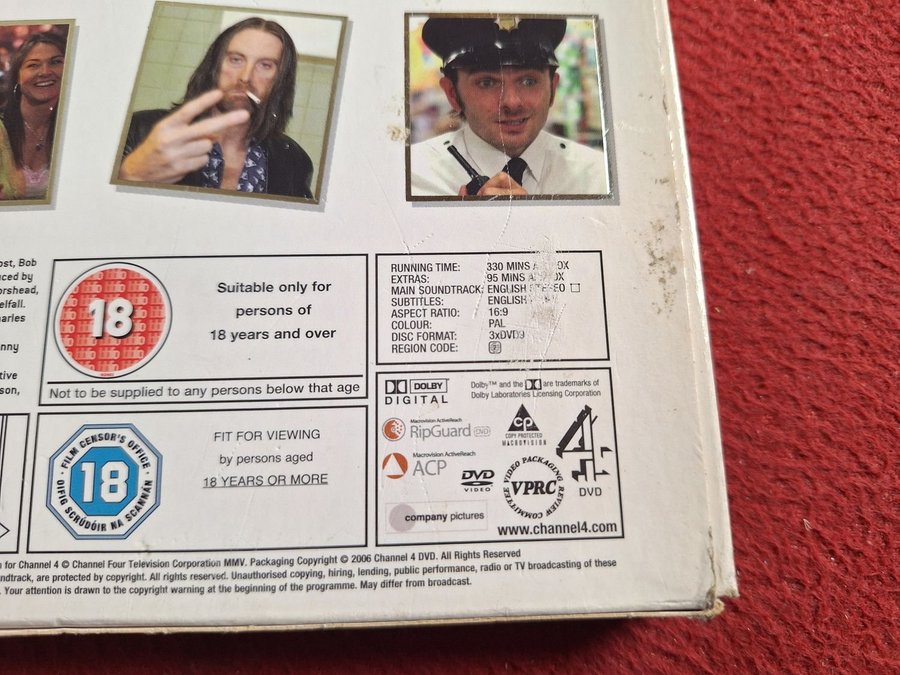 ost, Bob
ced by
orshead,
elfall.
arles
nny
tive
son,
18
Suitable only for
persons of
18 years and over
Not to be supplied to any persons below that age
FILM CENSOR'S OFFICE
18
OIFIG SCRÚDÓIR NA SCANNÁN
FIT FOR VIEWING
by persons aged
18 YEARS OR MORE
RUNNING TIME: 330 MINS
EXTRAS: 95 MINS
MAIN SOUNDTRACK: ENGLISH STEREO
SUBTITLES: ENGLISH
ASPECT RATIO: 16:9
COLOUR: PAL
DISC FORMAT: 3xDVD9
REGION CODE:
DOLBY
DIGITAL
Dolby™ and the are trademarks of
Dolby Laboratories Licensing Corporation
Macrovision ActiveReach
RipGuard DVD
Macrovision ActiveReach
ACP
CP
COPY PROTECTED
MACROVISION
DVD
VIDEO
VIDEO PACKAGING REVIEW COMMITTEE
VPRC
4
DVD
company pictures
www.channel4.com
n for Channel 4 © Channel Four Television Corporation MMV. Packaging Copyright © 2006 Channel 4 DVD. All Rights Reserved
ndtrack, are protected by copyright. All rights reserved. Unauthorised copying, hiring, lending, public performance, radio or TV broadcasting of these
Your attention is drawn to the copyright warning at the beginning of the programme. May differ from broadcast.